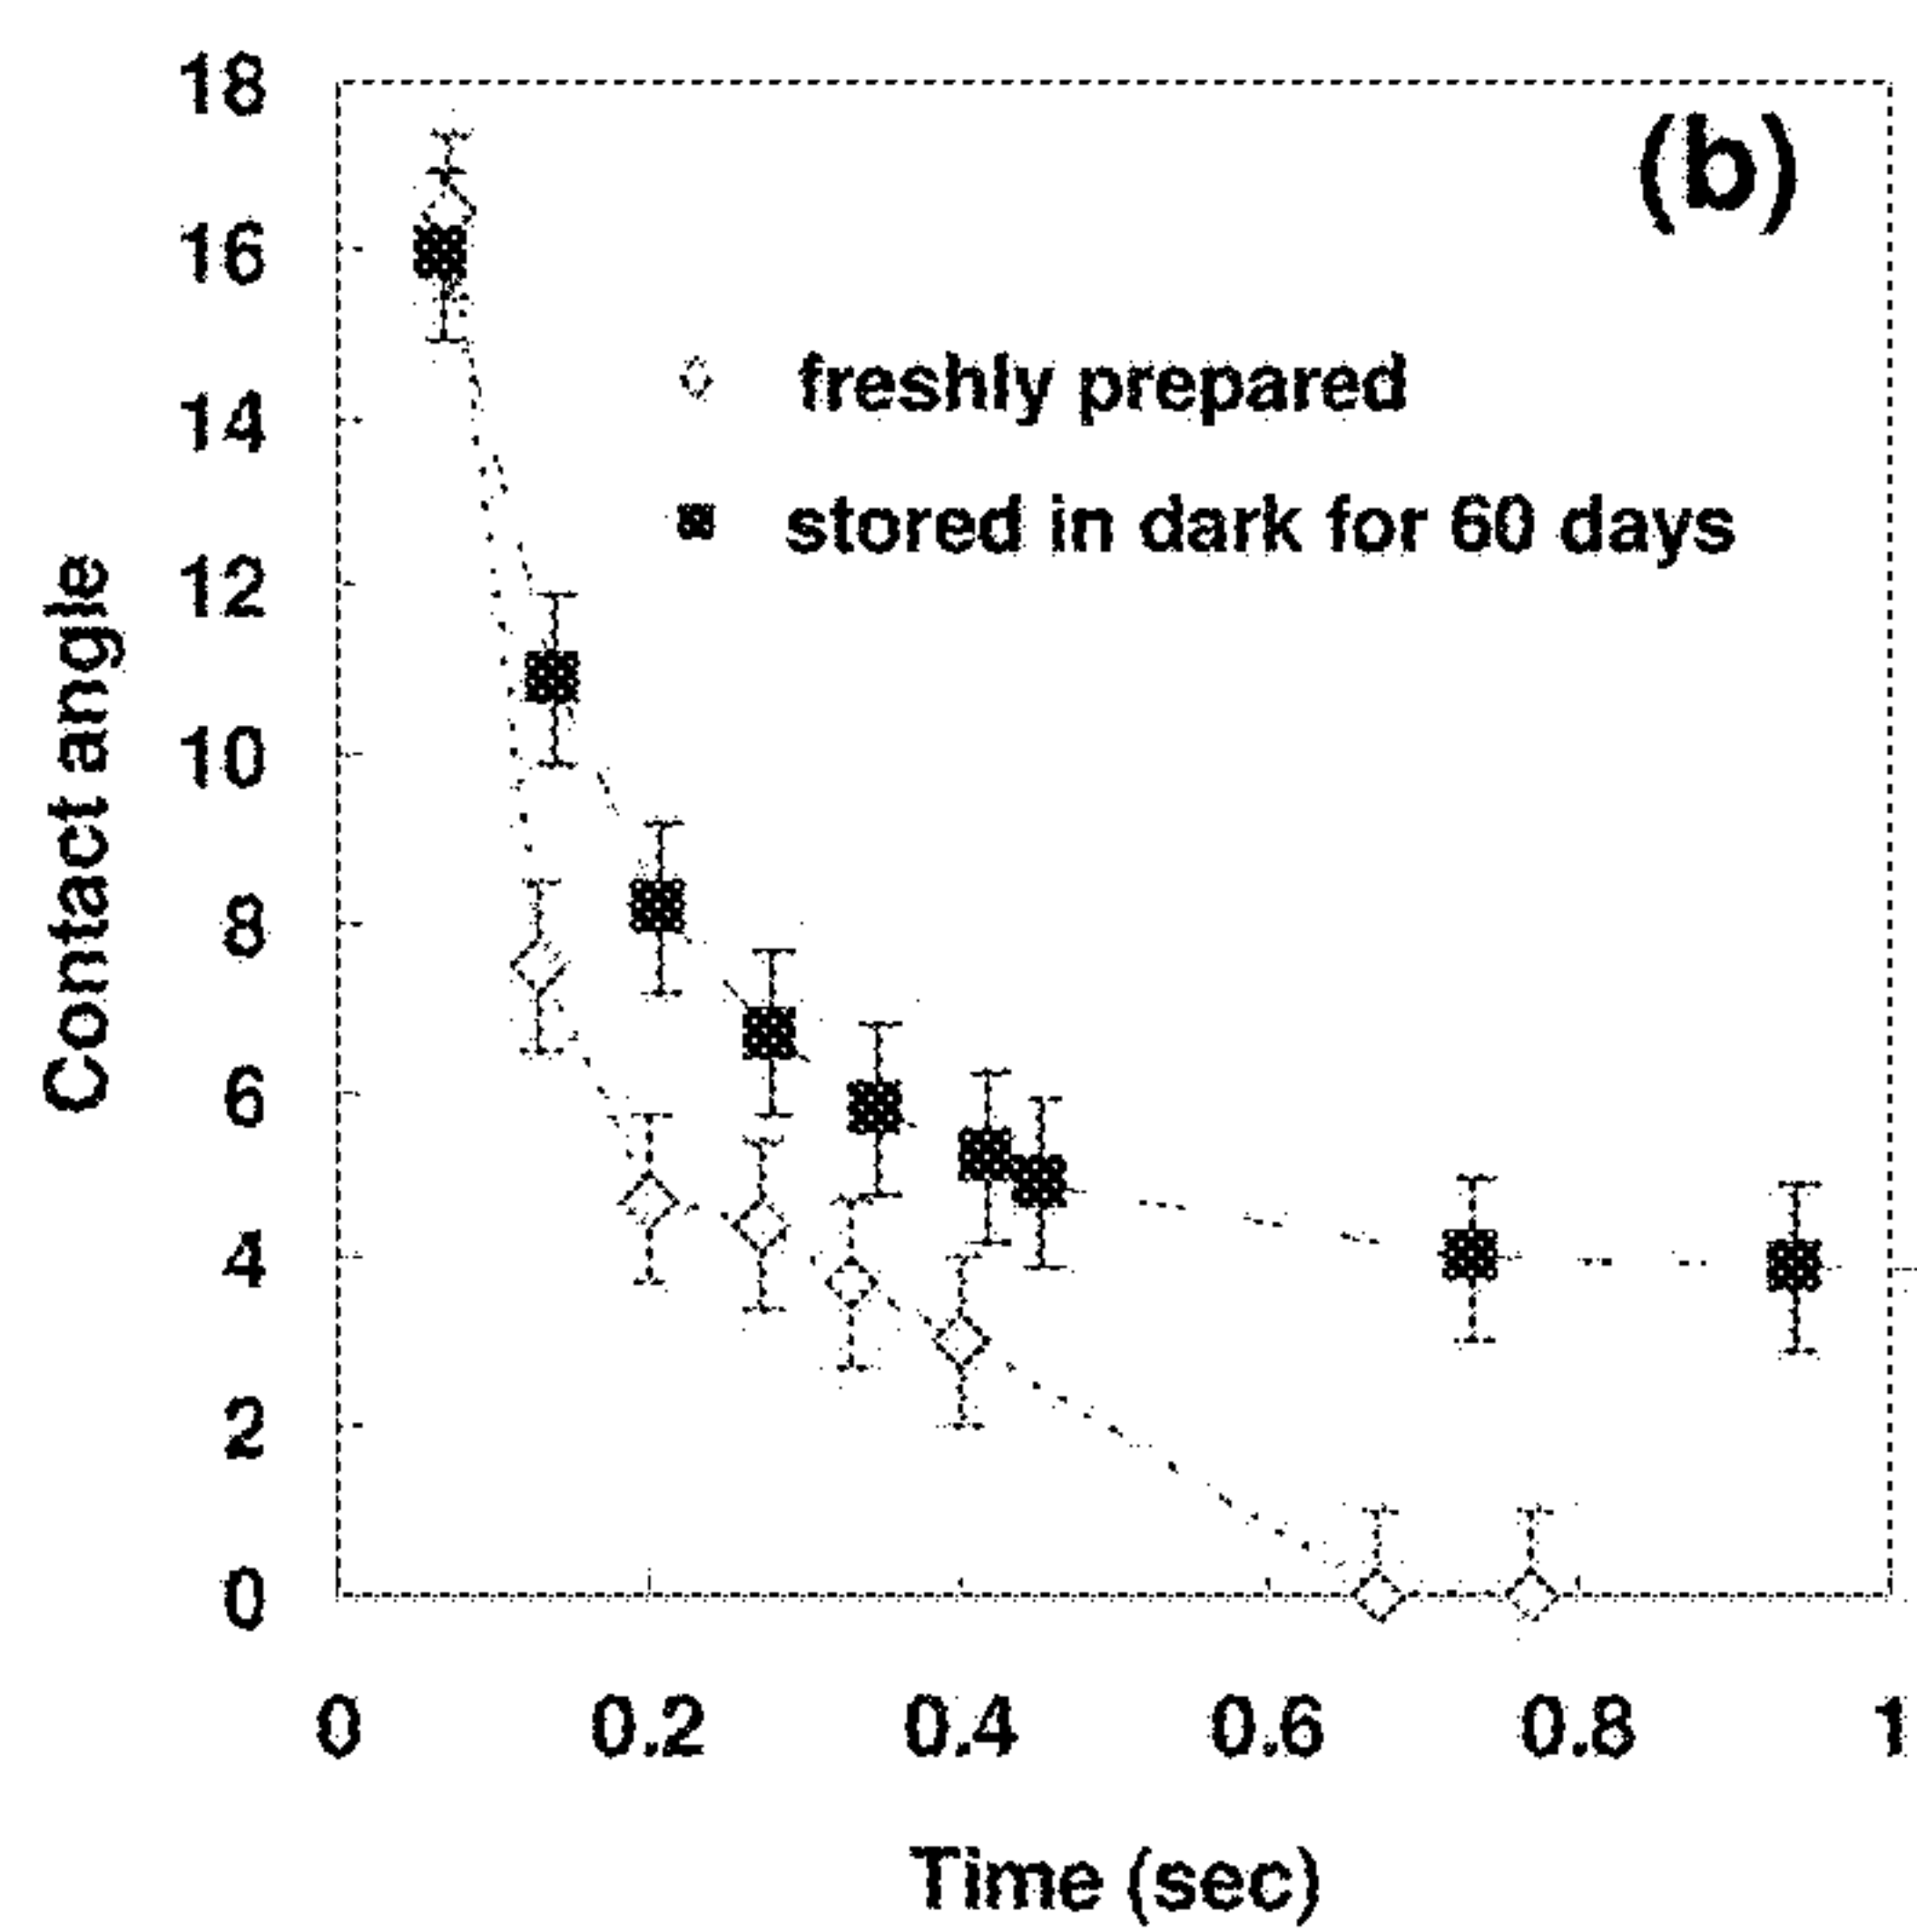 18
(b)
16
freshly prepared
14
stored in dark for 60 days
12
Contact angle
10
8
6
4
2
0
0 0.2 0.4 0.6 0.8 1
Time (sec)